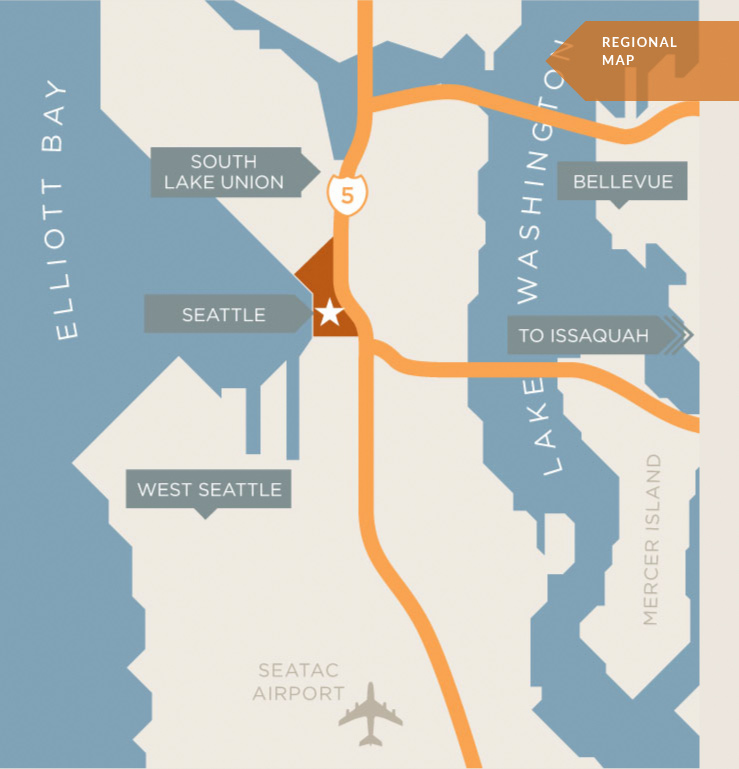 REGIONAL
MAP
ELLIOTT BAY
SOUTH
LAKE UNION
5
LAKE WASHINGTON
BELLEVUE
SEATTLE
TO ISSAQUAH
WEST SEATTLE
MERCER ISLAND
SEATAC
AIRPORT